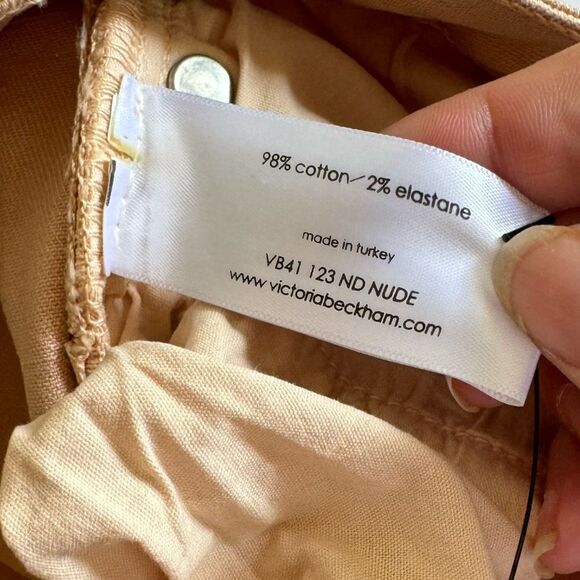 98% cotton/2% elastane
made in turkey
VB41 123 ND NUDE
www.victoriabeckham.com